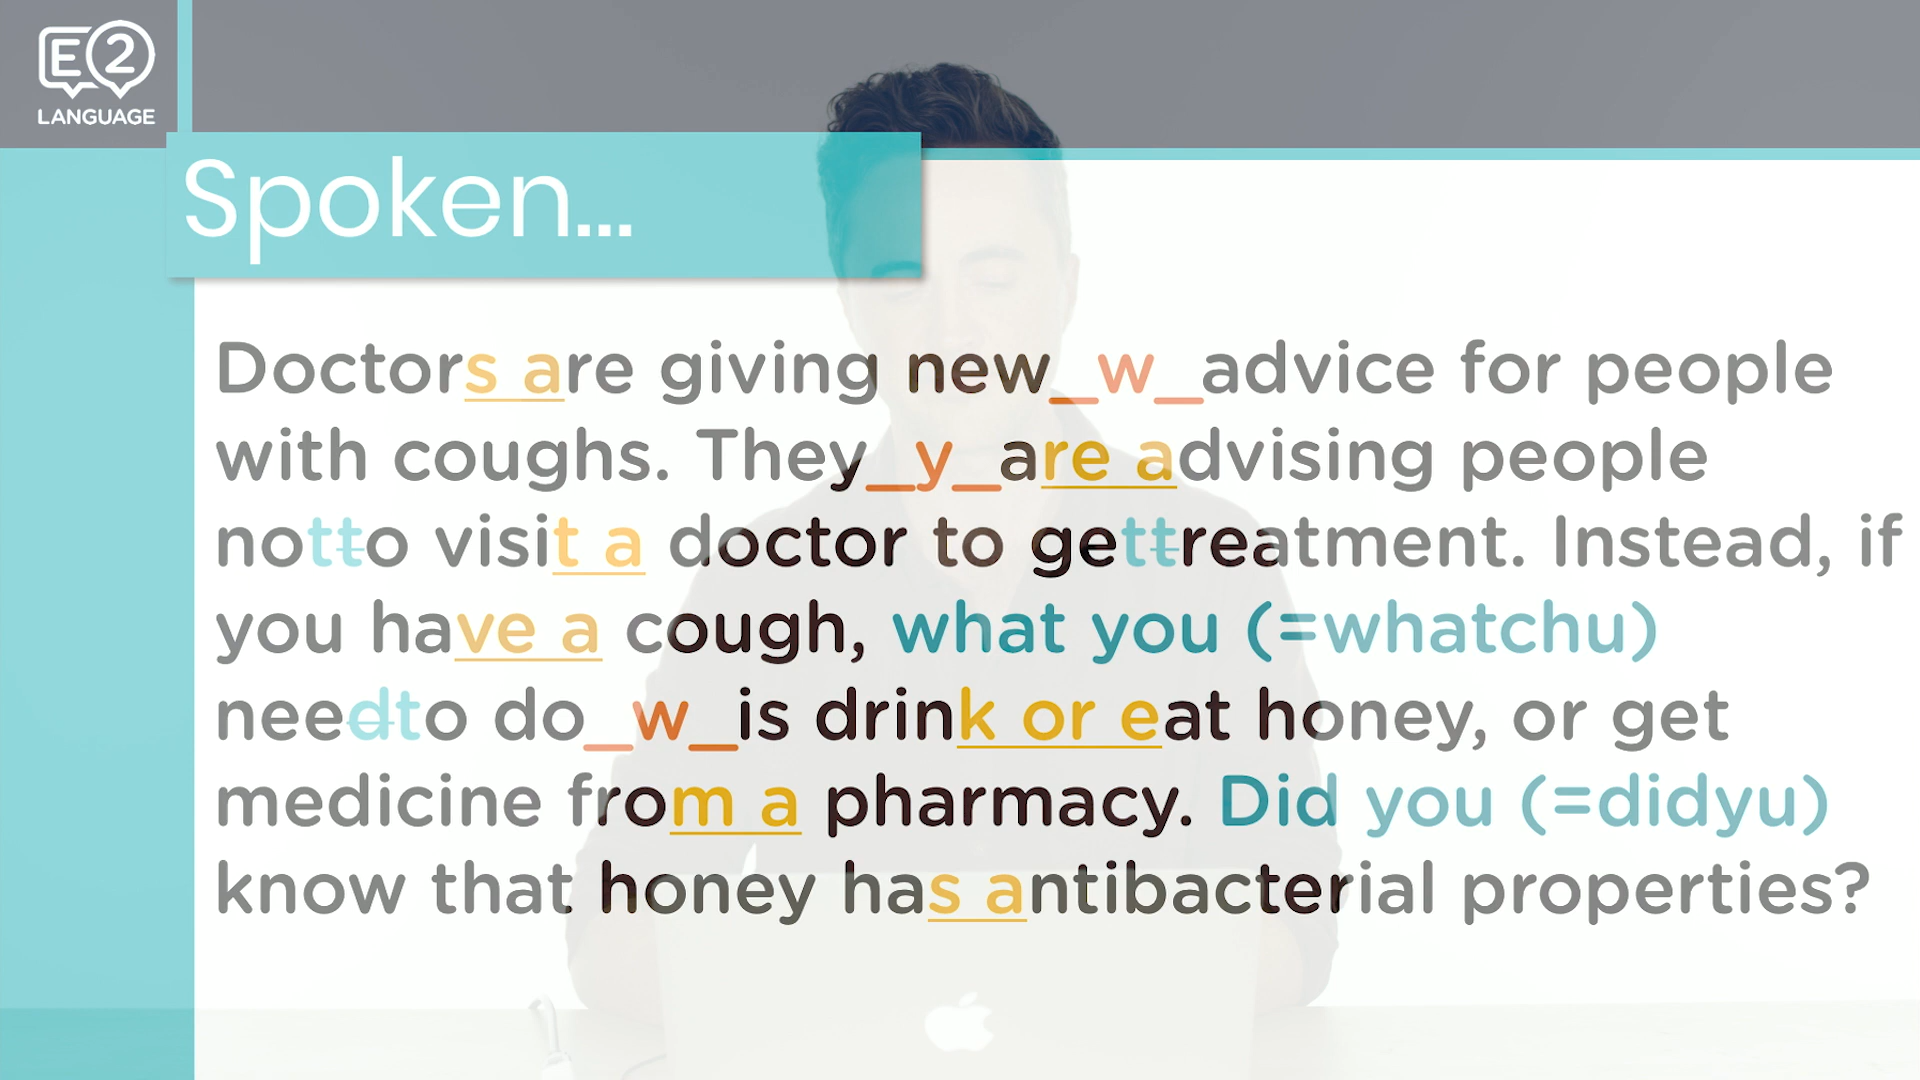 E2
LANGUAGE
Spoken...
Doctors are giving new_w_advice for people
with coughs. They_y_are advising people
notto visit a doctor to gettreatment. Instead, if
you have a cough, what you (=whatchu)
needto do_w_is drink or eat honey, or get
medicine from a pharmacy. Did you (=didyu)
know that honey has antibacterial properties?